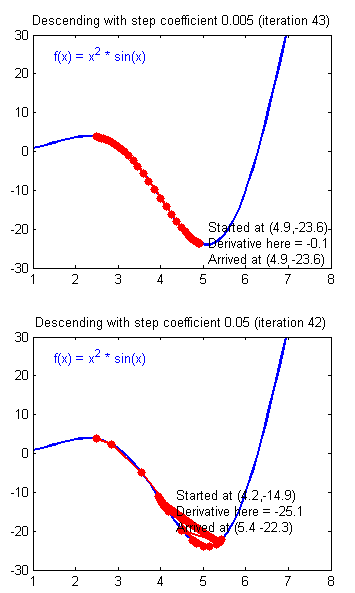 Descending with step coefficient 0.005 (iteration 43)
30
f(x) = x² * sin(x)
20
10
0
-10
-20
Started at (4.9,-23.6)
Derivative here = -0.1
Arrived at (4.9 -23.6)
-30
1 2 3 4 5 6 7 8
Descending with step coefficient 0.05 (iteration 42)
30
f(x) = x² * sin(x)
20
10
0
-10
Started at (4.2,-14.9)
Derivative here = -25.1
-20
Arrived at (5.4 -22.3)
-30
1 2 3 4 5 6 7 8